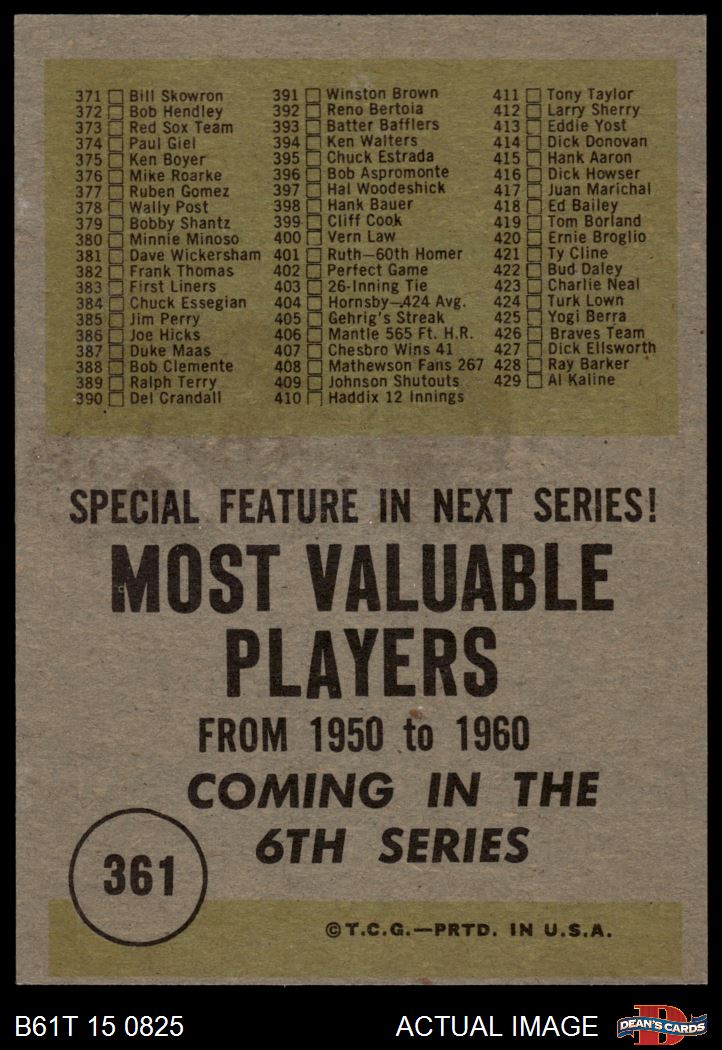 371 Bill Skowron
372 Bob Hendley
373 Red Sox Team
374 Paul Giel
375 Ken Boyer
376 Mike Roarke
377 Ruben Gomez
378 Wally Post
379 Bobby Shantz
380 Minnie Minoso
381 Dave Wickersham
382 Frank Thomas
383 First Liners
384 Chuck Essegian
385 Jim Perry
386 Joe Hicks
387 Duke Maas
388 Bob Clemente
389 Ralph Terry
390 Del Crandall
391 Winston Brown
392 Reno Bertoia
393 Batter Bafflers
394 Ken Walters
395 Chuck Estrada
396 Bob Aspromonte
397 Hal Woodeshick
398 Hank Bauer
399 Cliff Cook
400 Vern Law
401 Ruth—60th Homer
402 Perfect Game
403 26-Inning Tie
404 Hornsby—.424 Avg.
405 Gehrig's Streak
406 Mantle 565 Ft. H.R.
407 Chesbro Wins 41
408 Mathewson Fans 267
409 Johnson Shutouts
410 Haddix 12 Innings
411 Tony Taylor
412 Larry Sherry
413 Eddie Yost
414 Dick Donovan
415 Hank Aaron
416 Dick Howser
417 Juan Marichal
418 Ed Bailey
419 Tom Borland
420 Ernie Broglio
421 Ty Cline
422 Bud Daley
423 Charlie Neal
424 Turk Lown
425 Yogi Berra
426 Braves Team
427 Dick Ellsworth
428 Ray Barker
429 Al Kaline
SPECIAL FEATURE IN NEXT SERIES!
MOST VALUABLE
PLAYERS
FROM 1950 to 1960
COMING IN THE
6TH SERIES
361
©T.C.G.—PRTD. IN U.S.A.
B61T 15 0825
ACTUAL IMAGE
DEAN'S CARDS